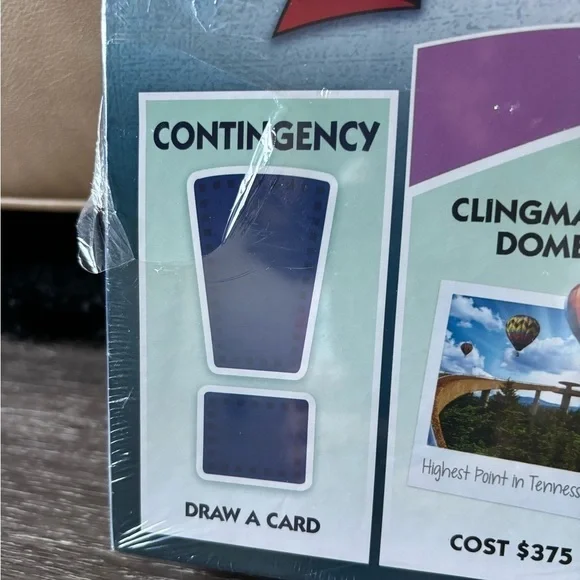 CONTINGENCY
!
DRAW A CARD
CLINGMA
DOME
Highest Point in Tenness
COST $375